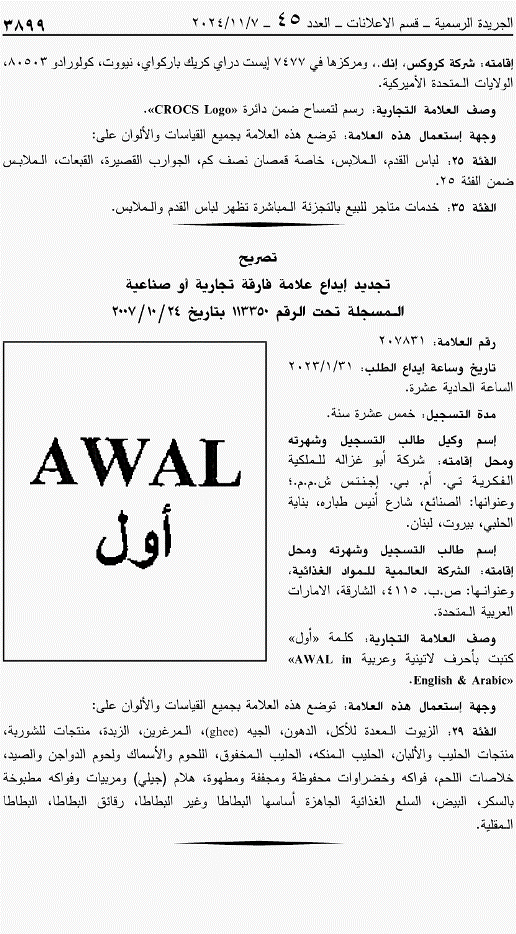 الجريدة الرسمية ــ قسم الاعلانات ــ العدد ٤٥ ــ ٢٠٢٤/١١/٧
٣٨٩٩
إقامته: شركة كروكس، إنك.، ومركزها في ٧٤٧٧ إيست دراي كريك باركواي، نيووت، كولورادو ٨٠٥٠٣،
الولايات المتحدة الأميركية.
وصف العلامة التجارية: رسم لتمساح ضمن دائرة «CROCS Logo».
وجهة إستعمال هذه العلامة: توضع هذه العلامة بجميع القياسات والألوان على:
الفئة ٢٥: لباس القدم، الملابس، خاصة قمصان نصف كم، الجوارب القصيرة، القبعات، الملابس
ضمن الفئة ٢٥.
الفئة ٣٥: خدمات متاجر للبيع بالتجزئة المباشرة تظهر لباس القدم والملابس.
تصريح
تجديد إيداع علامة فارقة تجارية أو صناعية
المسجلة تحت الرقم ١١٣٣٥٠ بتاريخ ٢٠٠٧/١٠/٢٤
رقم العلامة: ٢٠٧٨٣١
تاريخ وساعة إيداع الطلب: ٢٠٢٣/١/٣١
الساعة الحادية عشرة.
مدة التسجيل: خمس عشرة سنة.
إسم وكيل طالب التسجيل وشهرته
ومحل إقامته: شركة أبو غزاله للملكية
الفكرية تي. أم. بي. إجنتس ش.م.م.؛
وعنوانها: الصنائع، شارع أنيس طباره، بناية
الحلبي، بيروت، لبنان.
إسم طالب التسجيل وشهرته ومحل
إقامته: الشركة العالمية للمواد الغذائية،
وعنوانها: ص.ب. ٤١١٥، الشارقة، الامارات
العربية المتحدة.
وصف العلامة التجارية: كلمة «أول»
كتبت بأحرف لاتينية وعربية «AWAL in
English & Arabic».
AWAL
أول
وجهة إستعمال هذه العلامة: توضع هذه العلامة بجميع القياسات والألوان على:
الفئة ٢٩: الزيوت المعدة للأكل، الدهون، الجيه (ghee)، المرغرين، الزبدة، منتجات للشوربة،
منتجات الحليب والألبان، الحليب المنكه، الحليب المخفوق، اللحوم والأسماك ولحوم الدواجن والصيد،
خلاصات اللحم، فواكه وخضراوات محفوظة ومجففة ومطهوة، هلام (جيلي) ومربيات وفواكه مطبوخة
بالسكر، البيض، السلع الغذائية الجاهزة أساسها البطاطا وغير البطاطا، رقائق البطاطا، البطاطا
المقلية.